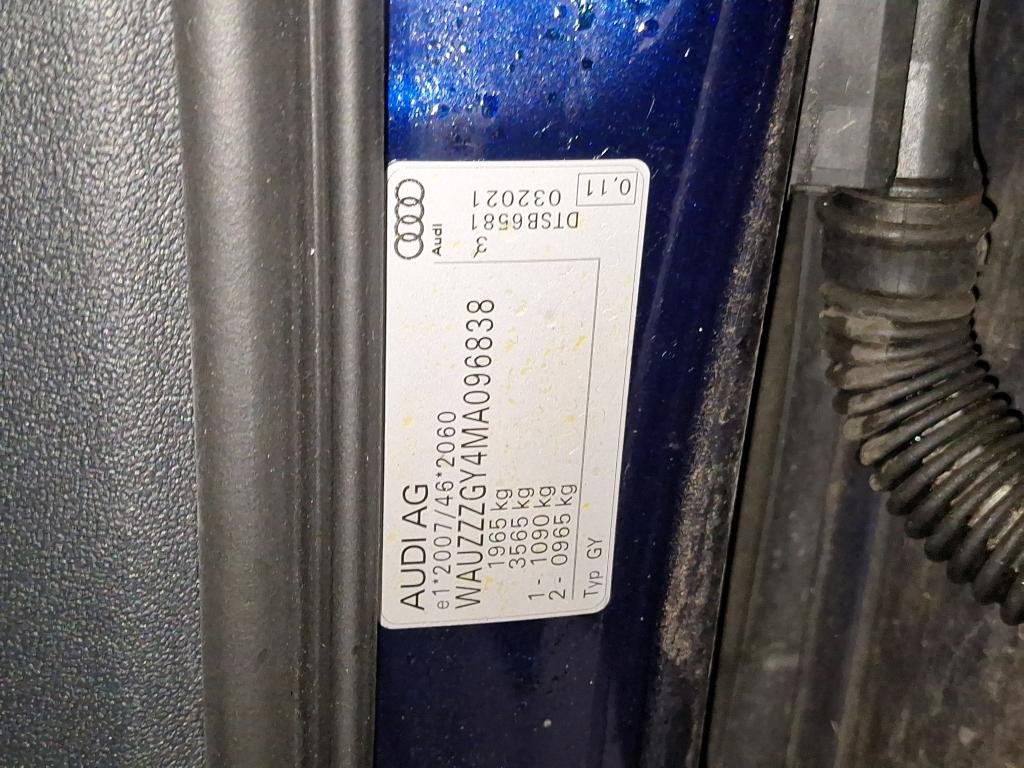 AUDI AG
e1*2007/46*2060
WAUZZZGY4MA096838
1965 kg
3565 kg
1 - 1090 kg
2 - 0965 kg
Typ GY
Audi
DTSB6581
032021
0,11